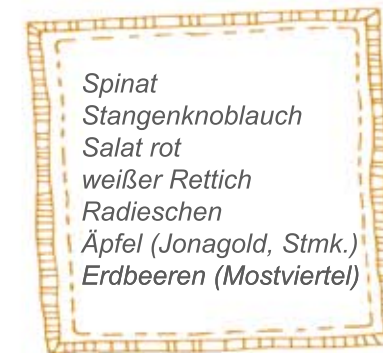 Spinat
Stangenknoblauch
Salat rot
weißer Rettich
Radieschen
Äpfel (Jonagold, Stmk.)
Erdbeeren (Mostviertel)